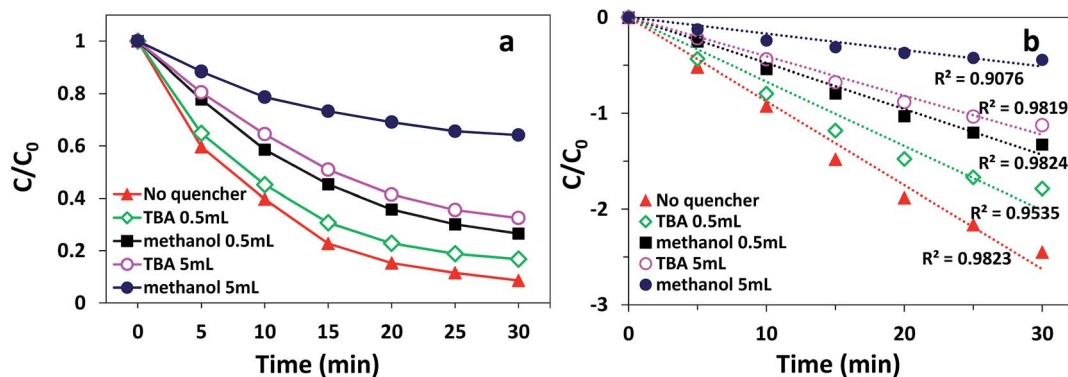 a
C/C0
1
0.8
0.6
0.4
0.2
0
No quencher
TBA 0.5mL
methanol 0.5mL
TBA 5mL
methanol 5mL
0 5 10 15 20 25 30
Time (min)
b
C/C0
0
-1
-2
-3
R² = 0.9076
R² = 0.9819
R² = 0.9824
R² = 0.9535
R² = 0.9823
No quencher
TBA 0.5mL
methanol 0.5mL
TBA 5mL
methanol 5mL
0 5 10 15 20 25 30
Time (min)